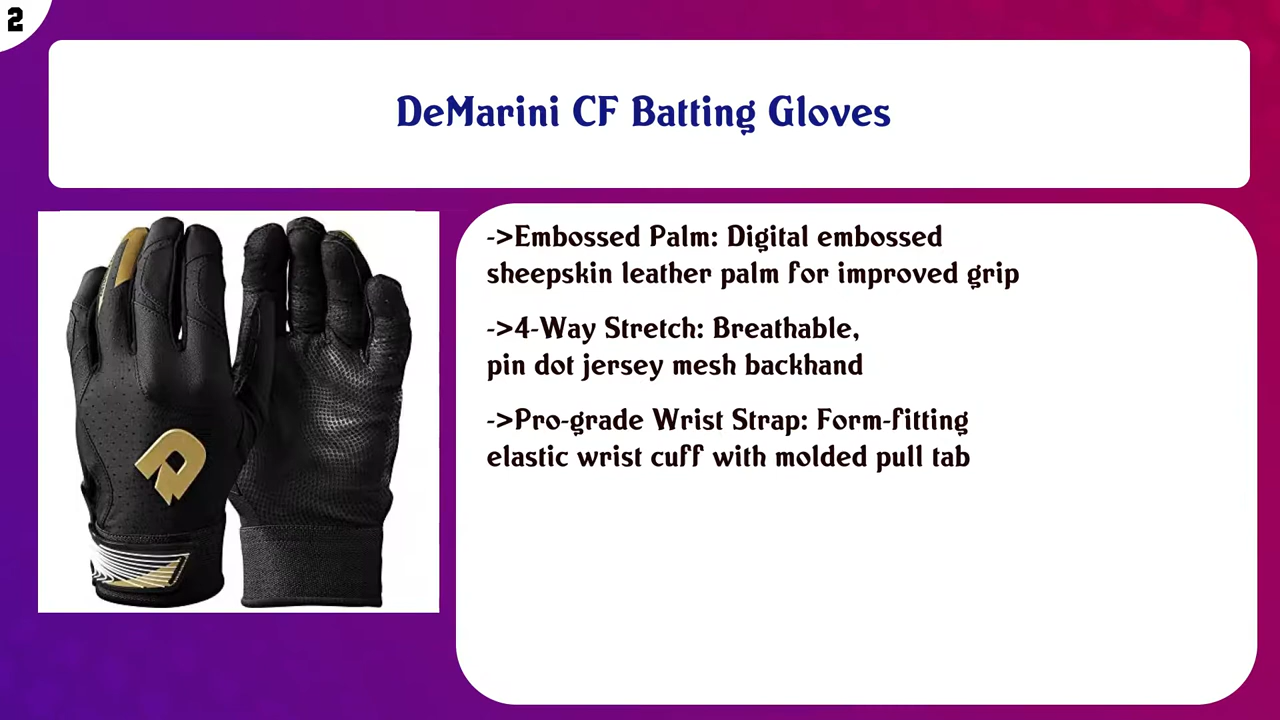 2
DeMarini CF Batting Gloves
->Embossed Palm: Digital embossed
sheepskin leather palm for improved grip
->4-Way Stretch: Breathable,
pin dot jersey mesh backhand
->Pro-grade Wrist Strap: Form-fitting
elastic wrist cuff with molded pull tab